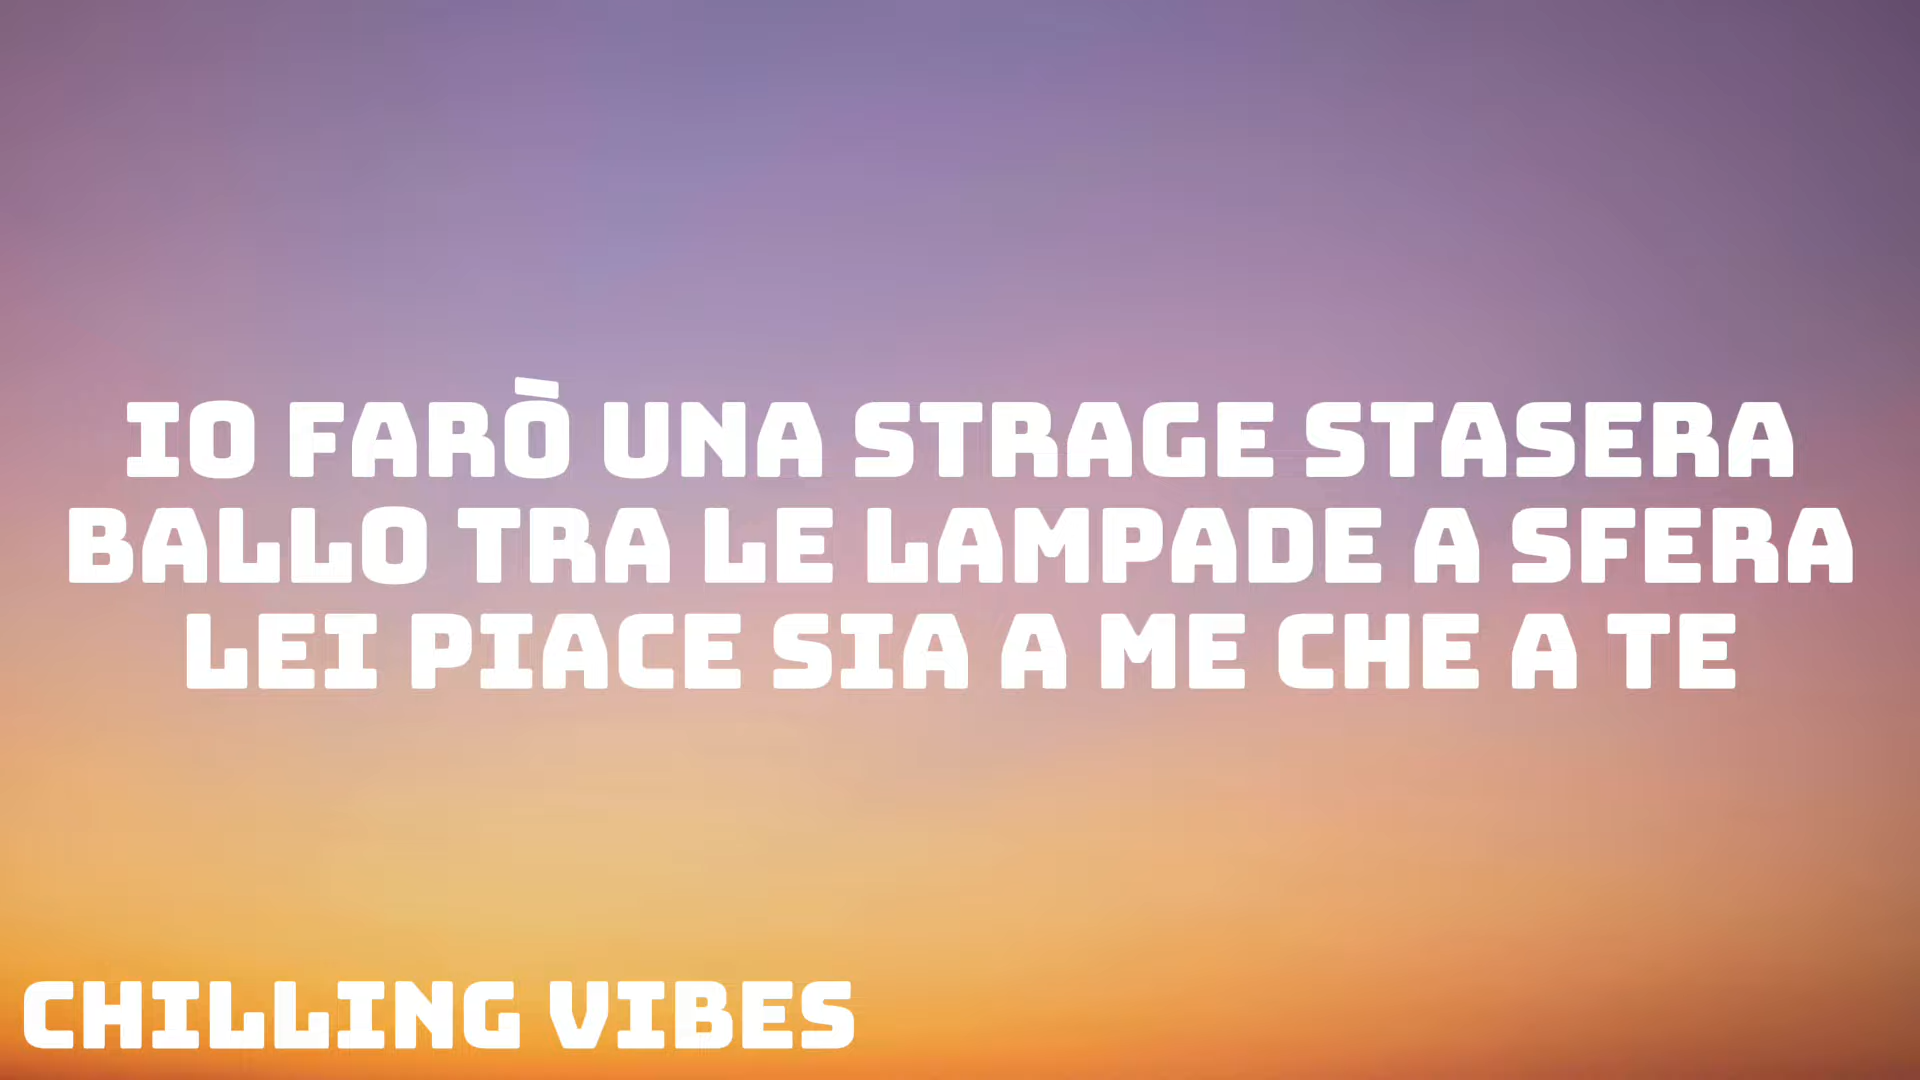 IO FARÒ UNA STRAGE STASERA
BALLO TRA LE LAMPADE A SFERA
LEI PIACE SIA A ME CHE A TE
CHILLING VIBES